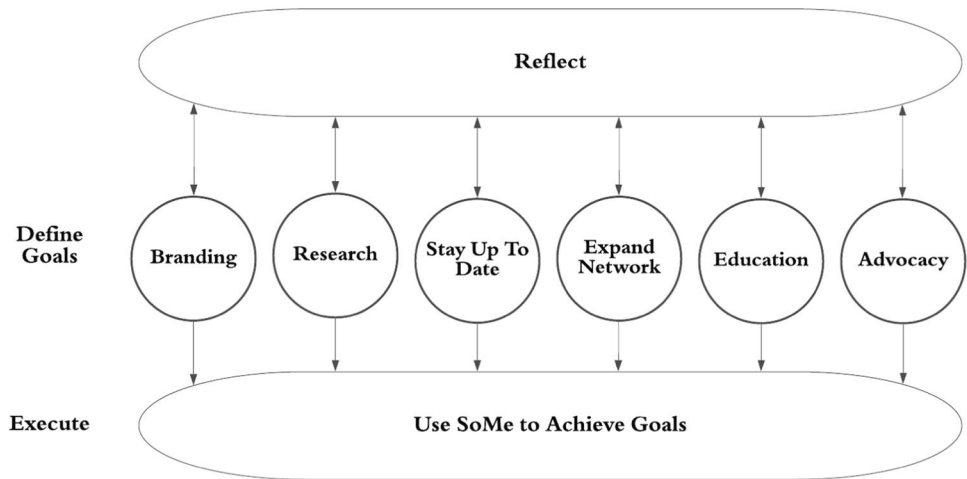 Reflect
Define
Goals
Branding
Research
Stay Up To
Date
Expand
Network
Education
Advocacy
Execute
Use SoMe to Achieve Goals